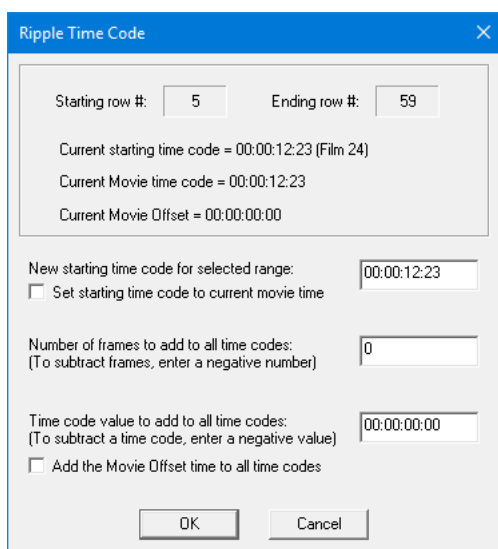 Ripple Time Code
Starting row #: 5 Ending row #: 59
Current starting time code = 00:00:12:23 (Film 24)
Current Movie time code = 00:00:12:23
Current Movie Offset = 00:00:00:00
New starting time code for selected range: 00:00:12:23
Set starting time code to current movie time
Number of frames to add to all time codes: 0
(To subtract frames, enter a negative number)
Time code value to add to all time codes: 00:00:00:00
(To subtract a time code, enter a negative value)
Add the Movie Offset time to all time codes
OK Cancel